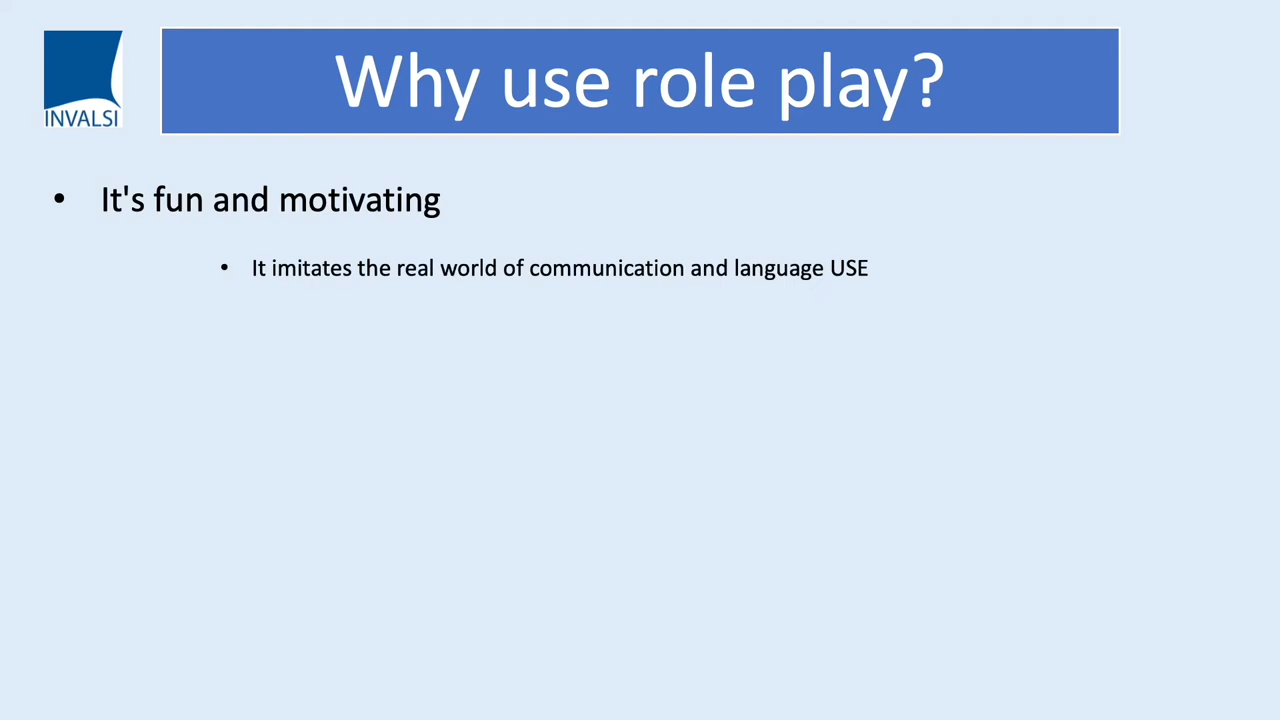 INVALSI
Why use role play?
• It's fun and motivating
• It imitates the real world of communication and language USE